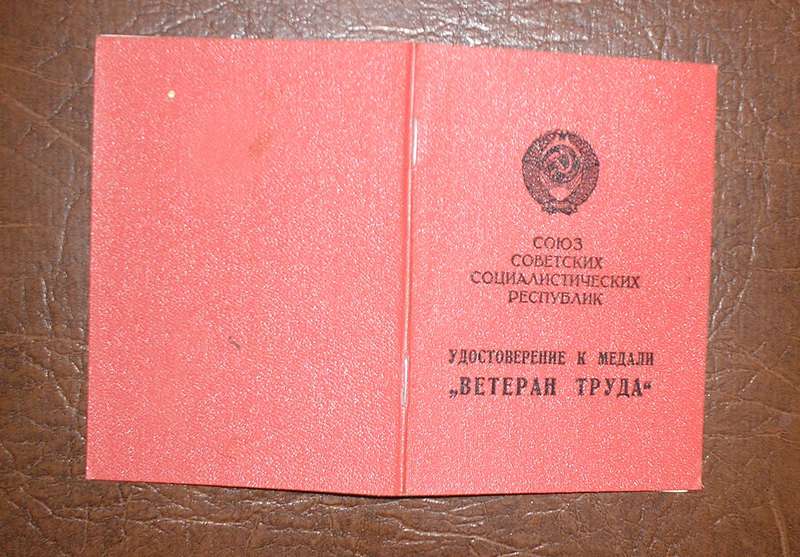 СОЮЗ
СОВЕТСКИХ
СОЦИАЛИСТИЧЕСКИХ
РЕСПУБЛИК
УДОСТОВЕРЕНИЕ К МЕДАЛИ
„ВЕТЕРАН ТРУДА“